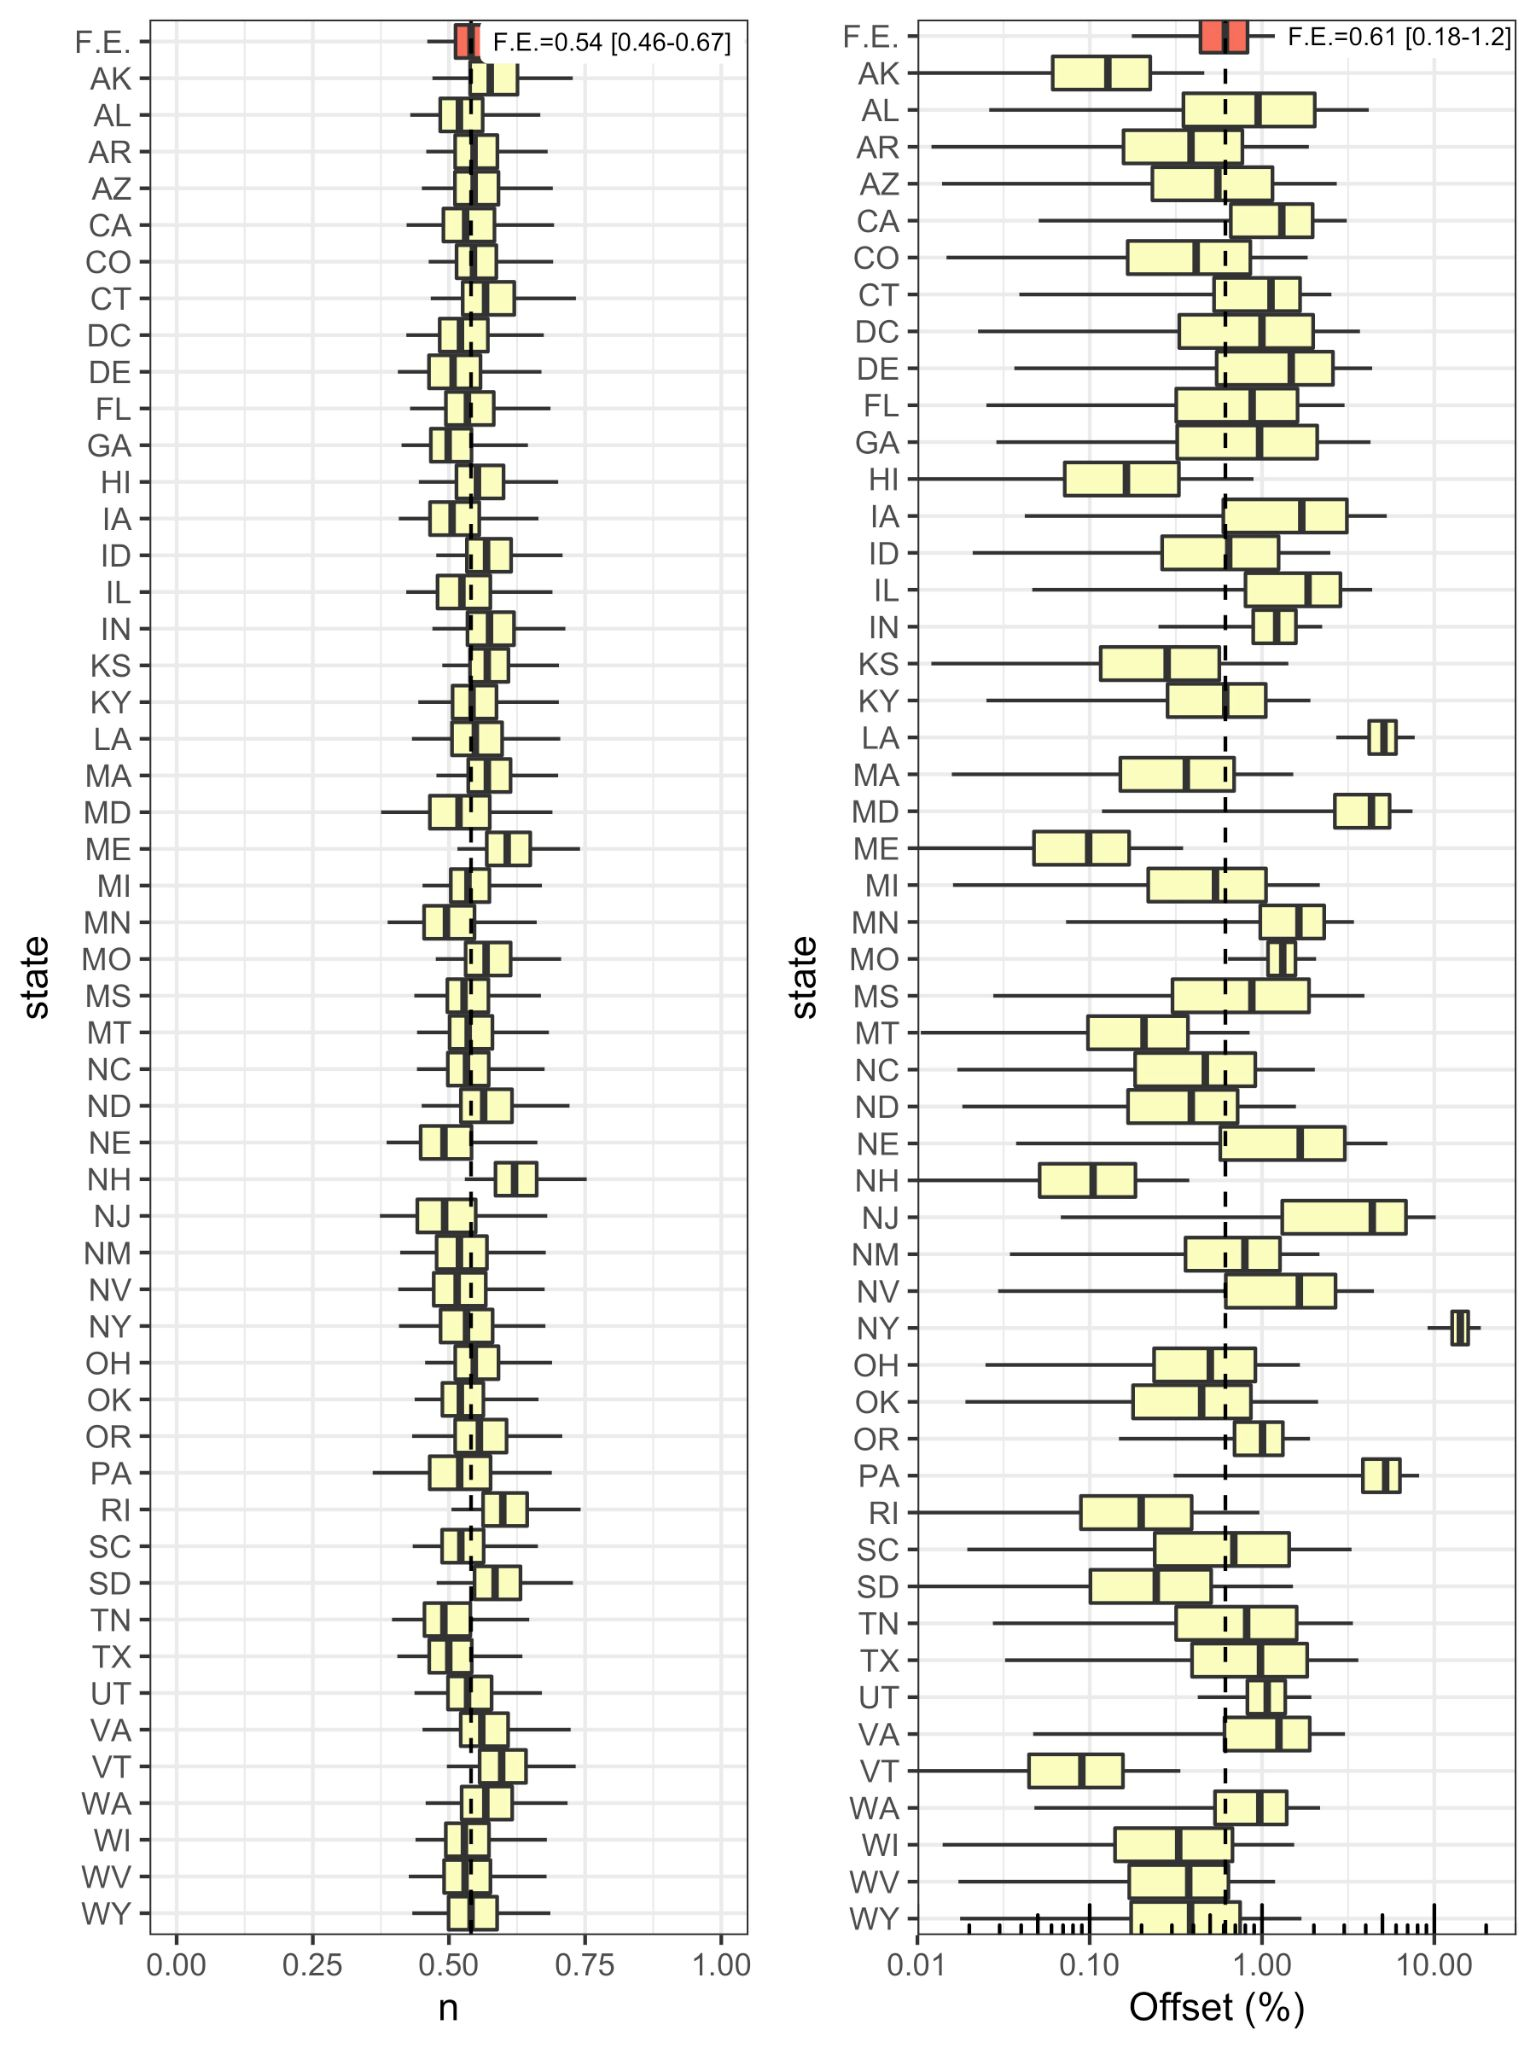 F.E.
AK
AL
AR
AZ
CA
CO
CT
DC
DE
FL
GA
HI
IA
ID
IL
IN
KS
KY
LA
MA
MD
ME
MI
MN
MO
MS
MT
NC
ND
NE
NH
NJ
NM
NV
NY
OH
OK
OR
PA
RI
SC
SD
TN
TX
UT
VA
VT
WA
WI
WV
WY
state
F.E.=0.54 [0.46-0.67]
0.00 0.25 0.50 0.75 1.00
n
F.E.
AK
AL
AR
AZ
CA
CO
CT
DC
DE
FL
GA
HI
IA
ID
IL
IN
KS
KY
LA
MA
MD
ME
MI
MN
MO
MS
MT
NC
ND
NE
NH
NJ
NM
NV
NY
OH
OK
OR
PA
RI
SC
SD
TN
TX
UT
VA
VT
WA
WI
WV
WY
state
F.E.=0.61 [0.18-1.2]
0.01 0.10 1.00 10.00
Offset (%)